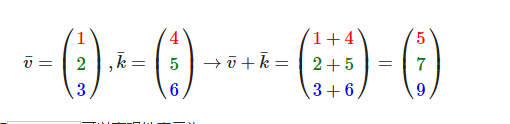 v̄ = (1 2 3), k̄ = (4 5 6) → v̄ + k̄ = (1 + 4 2 + 5 3 + 6) = (5 7 9)